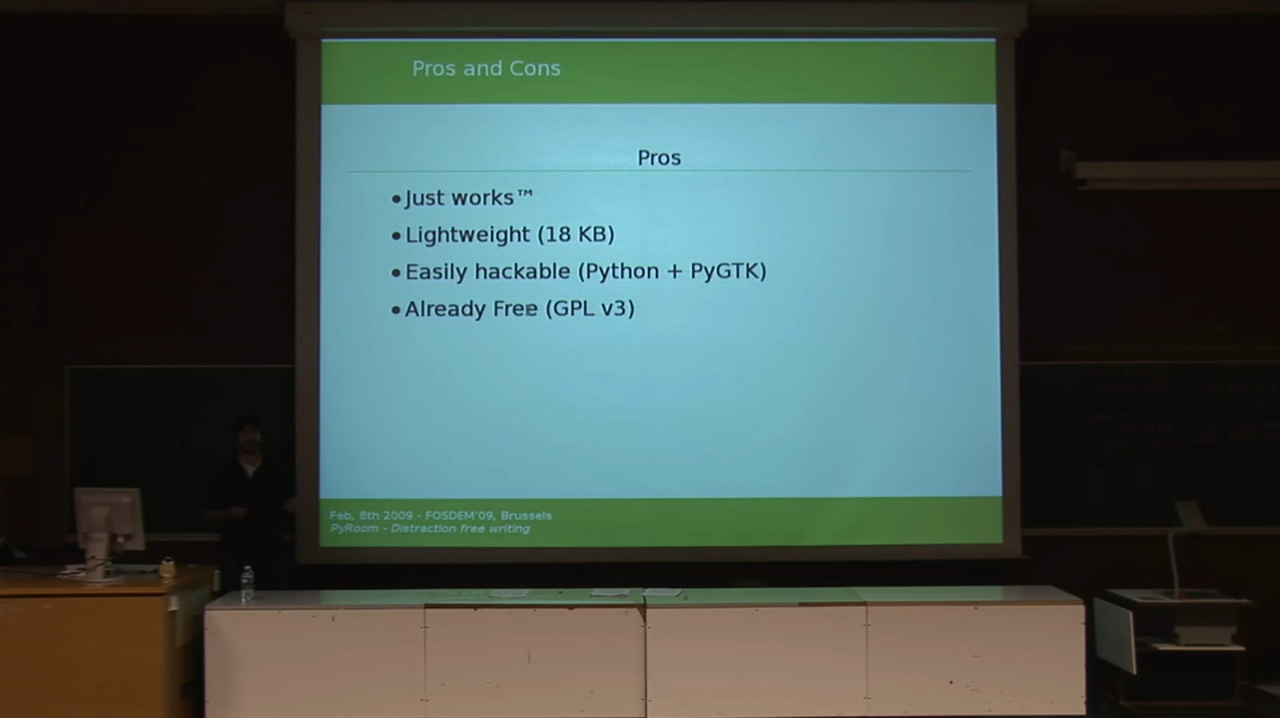 Pros and Cons
Pros
•Just works™
•Lightweight (18 KB)
•Easily hackable (Python + PyGTK)
•Already Free (GPL v3)
Feb, 8th 2009 - FOSDEM'09, Brussels
PyRoom - Distraction free writing